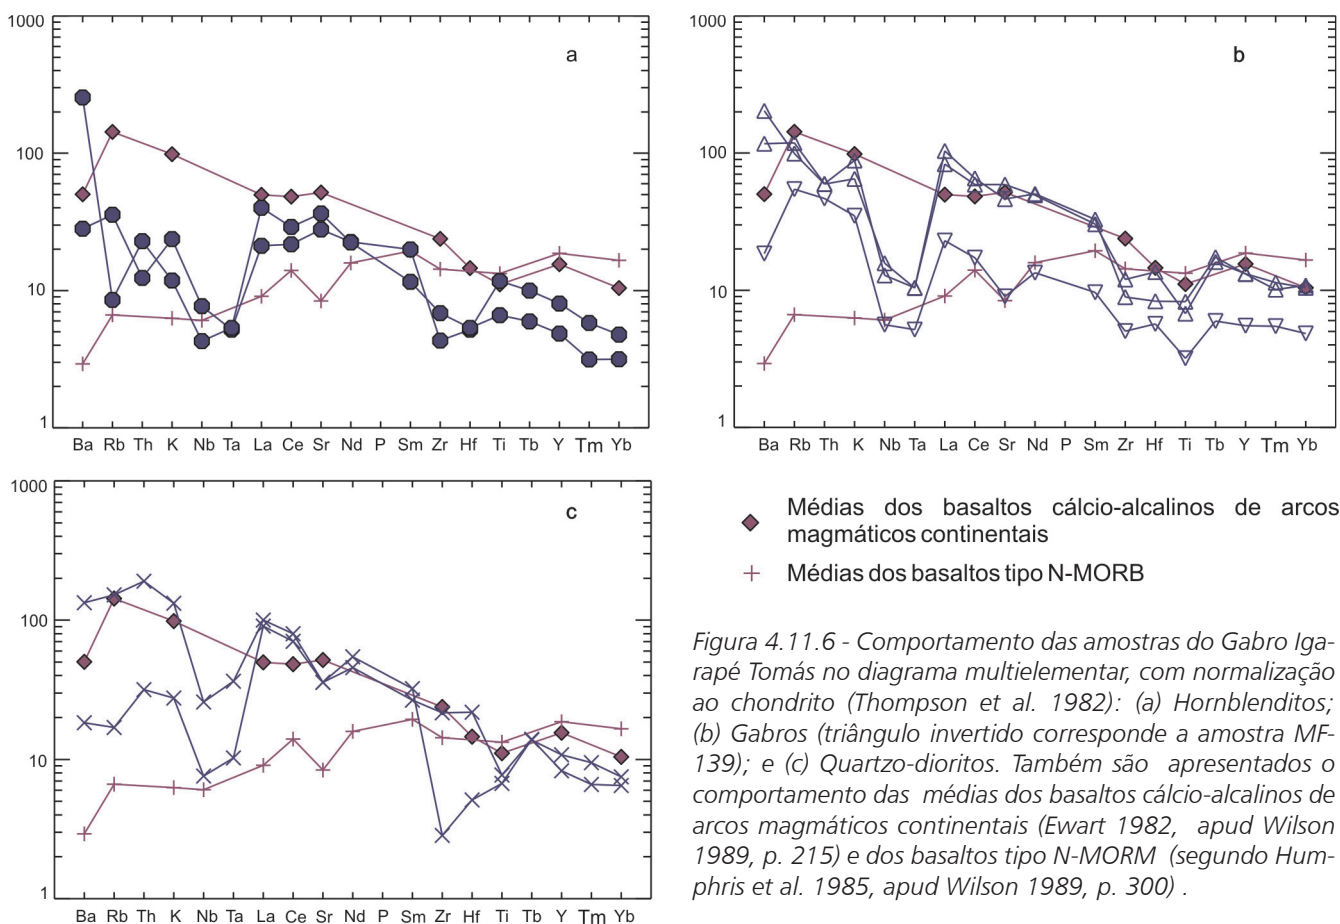 1000
100
10
1
a
Ba Rb Th K Nb Ta La Ce Sr Nd P Sm Zr Hf Ti Tb Y Tm Yb
1000
100
10
1
b
Ba Rb Th K Nb Ta La Ce Sr Nd P Sm Zr Hf Ti Tb Y Tm Yb
1000
100
10
1
c
Ba Rb Th K Nb Ta La Ce Sr Nd P Sm Zr Hf Ti Tb Y Tm Yb
Médias dos basaltos cálcio-alcalinos de arcos
magmáticos continentais
Médias dos basaltos tipo N-MORB
Figura 4.11.6 - Comportamento das amostras do Gabro Iga-
rapé Tomás no diagrama multielementar, com normalização
ao chondrito (Thompson et al. 1982): (a) Hornblenditos;
(b) Gabros (triângulo invertido corresponde a amostra MF-
139); e (c) Quartzo-dioritos. Também são apresentados o
comportamento das médias dos basaltos cálcio-alcalinos de
arcos magmáticos continentais (Ewart 1982, apud Wilson
1989, p. 215) e dos basaltos tipo N-MORM (segundo Hum-
phris et al. 1985, apud Wilson 1989, p. 300) .